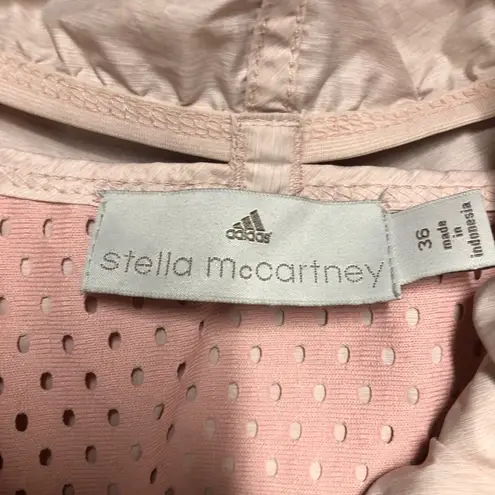 adidas
stella mccartney
36
made
in
indonesia